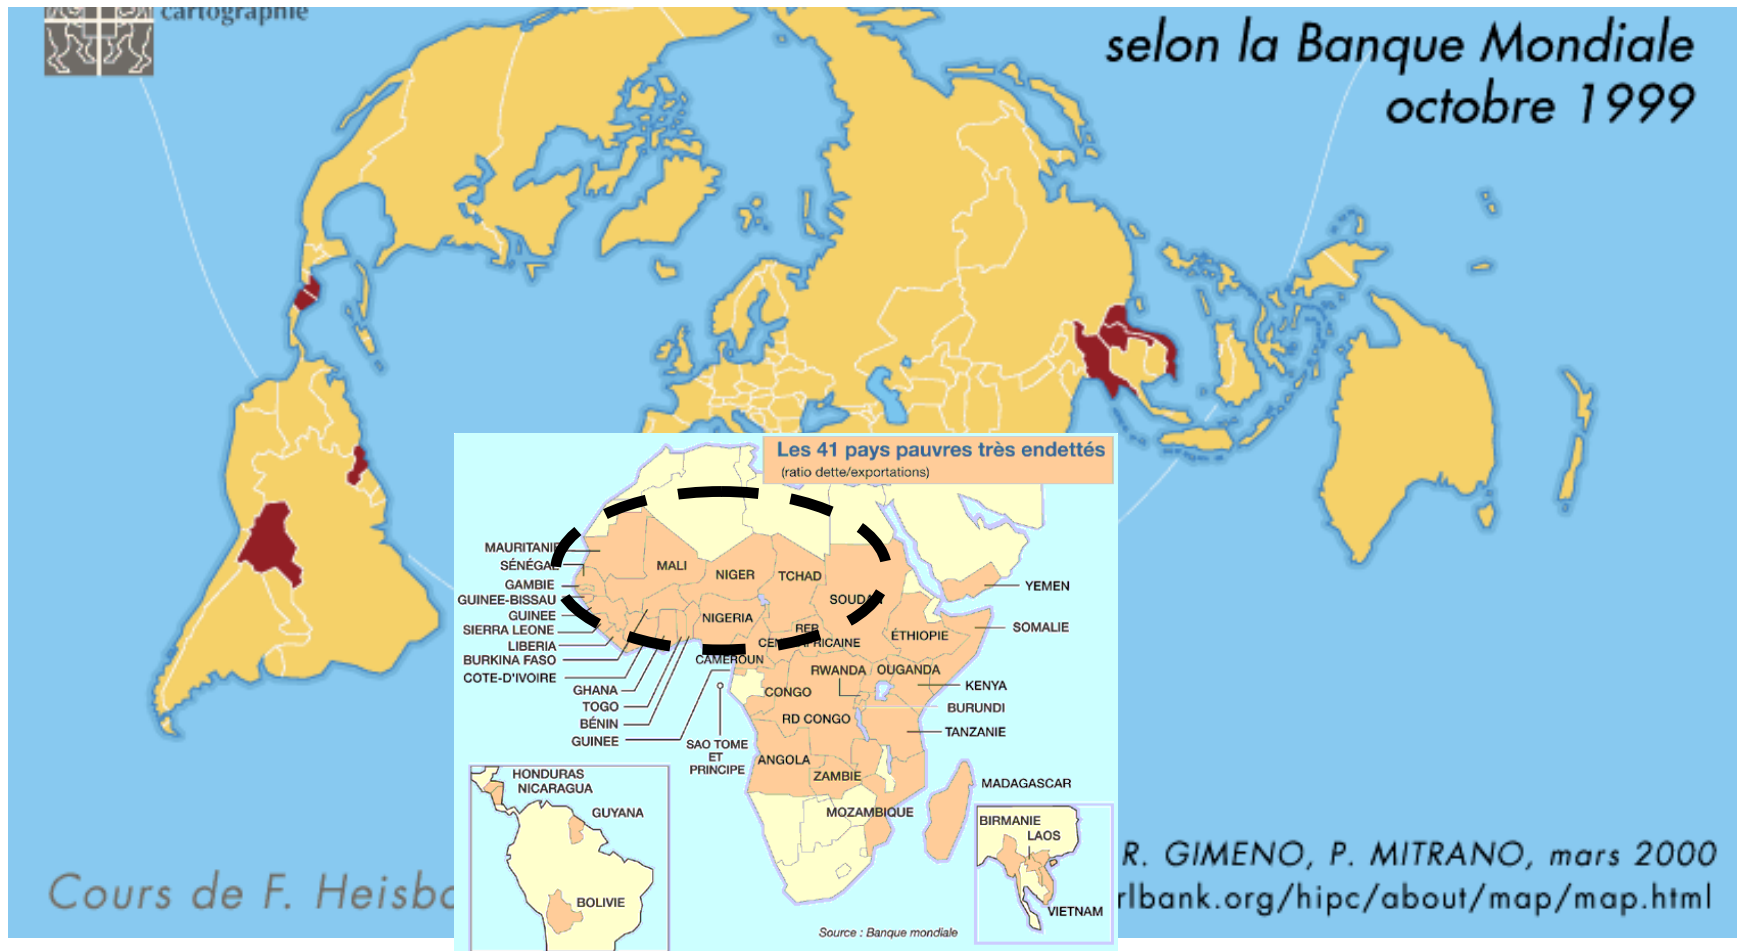 cartographie
selon la Banque Mondiale
octobre 1999
Les 41 pays pauvres très endettés
(ratio dette/exportations)
MAURITANIE
SÉNÉGAL
GAMBIE
GUINEE-BISSAU
GUINEE
SIERRA LEONE
LIBERIA
BURKINA FASO
COTE-D'IVOIRE
GHANA
TOGO
BÉNIN
GUINEE
SAO TOME
ET
PRINCIPE
MALI
NIGER
TCHAD
SOUDAN
NIGERIA
REP
CENTRAFRICAINE
CAMEROUN
ÉTHIOPIE
YEMEN
SOMALIE
RWANDA
OUGANDA
KENYA
CONGO
BURUNDI
RD CONGO
TANZANIE
ANGOLA
ZAMBIE
MADAGASCAR
MOZAMBIQUE
HONDURAS
NICARAGUA
GUYANA
BOLIVIE
BIRMANIE
LAOS
VIETNAM
Source : Banque mondiale
R. GIMENO, P. MITRANO, mars 2000
rlbank.org/hipc/about/map/map.html
Cours de F. Heisbo